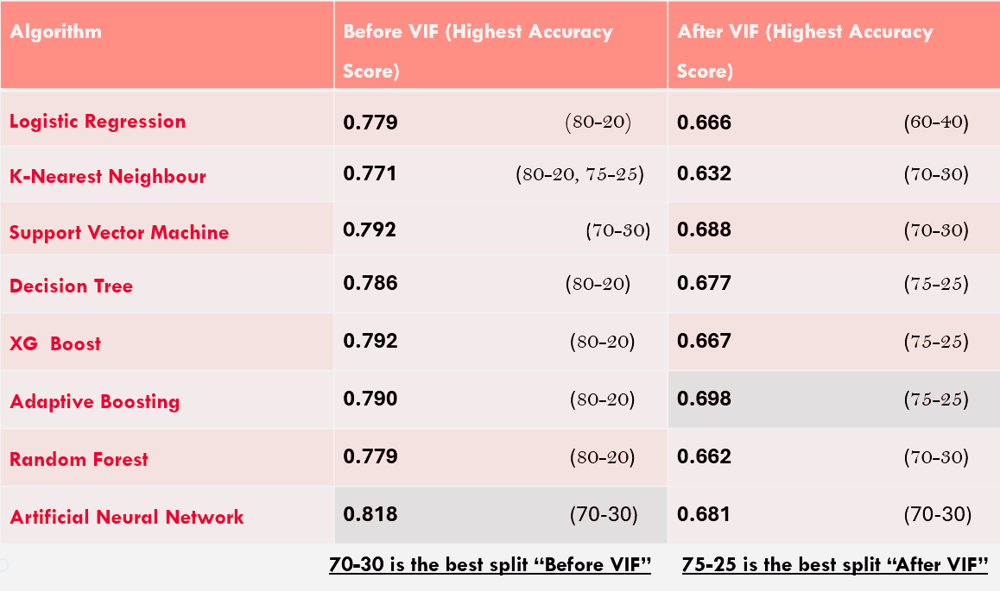 Algorithm
Before VIF (Highest Accuracy
Score)
After VIF (Highest Accuracy
Score)
Logistic Regression 0.779 (80-20) 0.666 (60-40)
K-Nearest Neighbour 0.771 (80-20, 75-25) 0.632 (70-30)
Support Vector Machine 0.792 (70-30) 0.688 (70-30)
Decision Tree 0.786 (80-20) 0.677 (75-25)
XG  Boost 0.792 (80-20) 0.667 (75-25)
Adaptive Boosting 0.790 (80-20) 0.698 (75-25)
Random Forest 0.779 (80-20) 0.662 (70-30)
Artificial Neural Network 0.818 (70-30) 0.681 (70-30)
70-30 is the best split “Before VIF” 75-25 is the best split “After VIF”